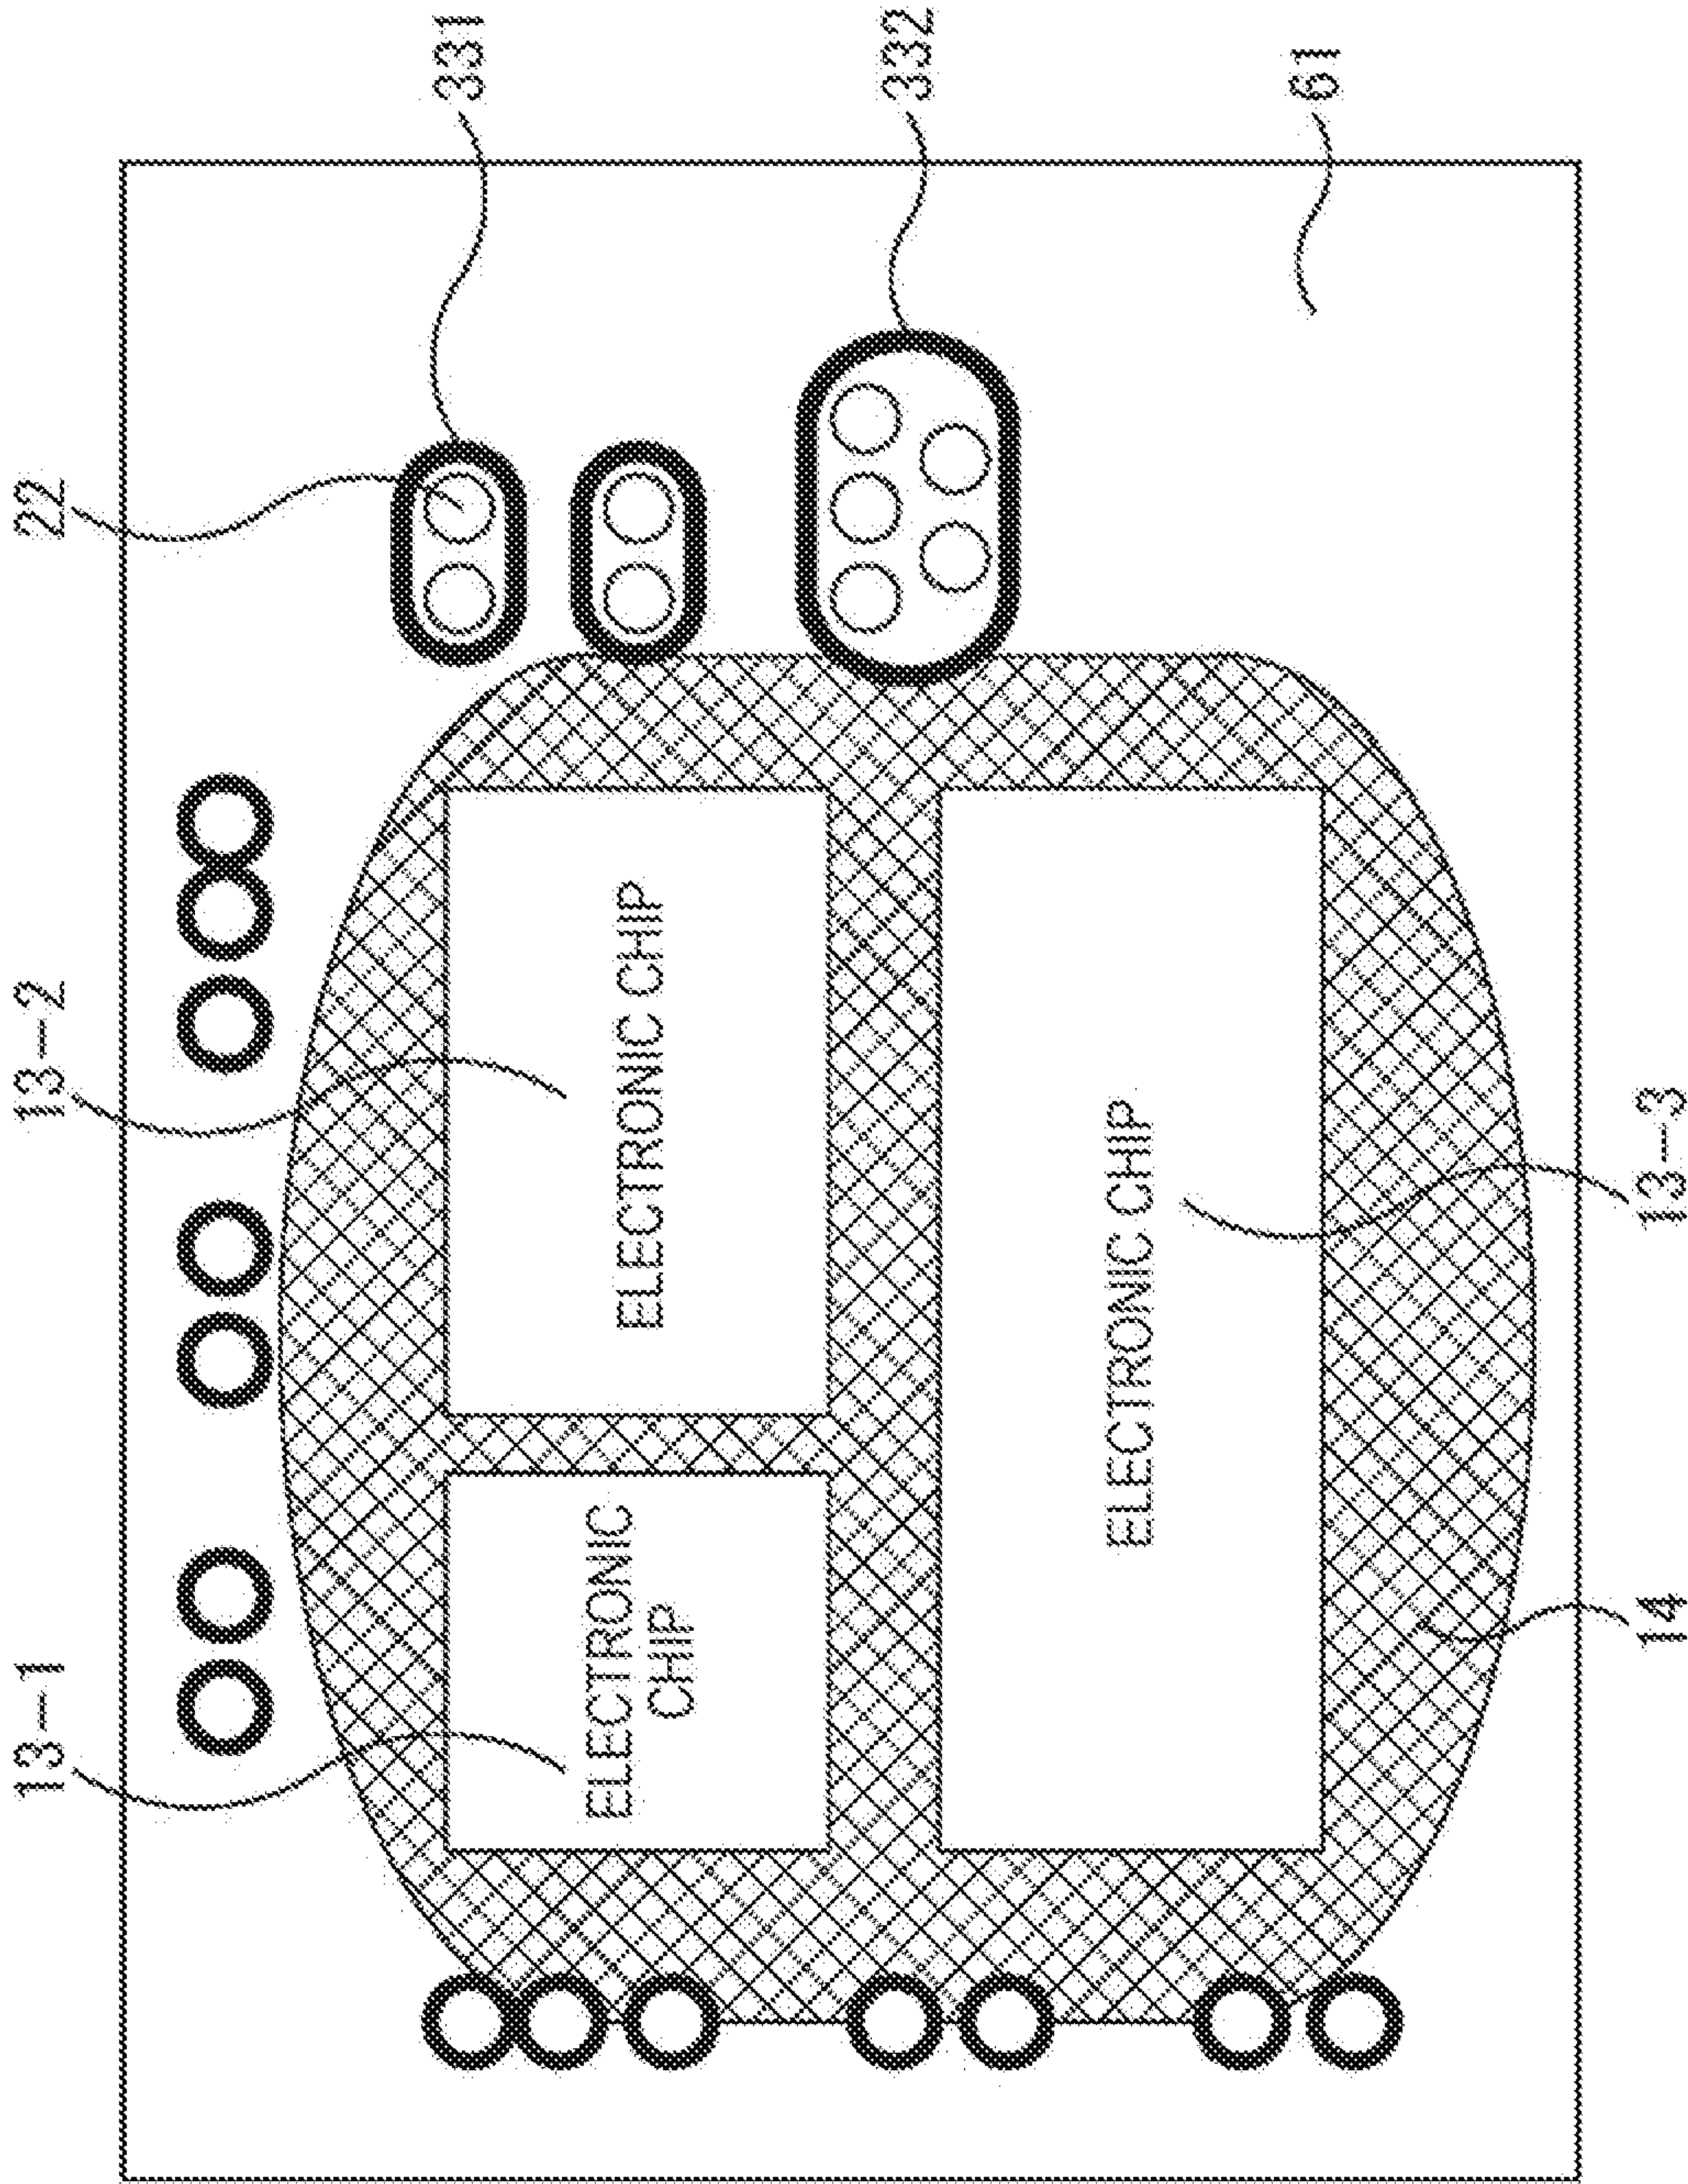 13-1
13-2
22
331
ELECTRONIC
CHIP
ELECTRONIC CHIP
332
ELECTRONIC CHIP
61
14
13-3